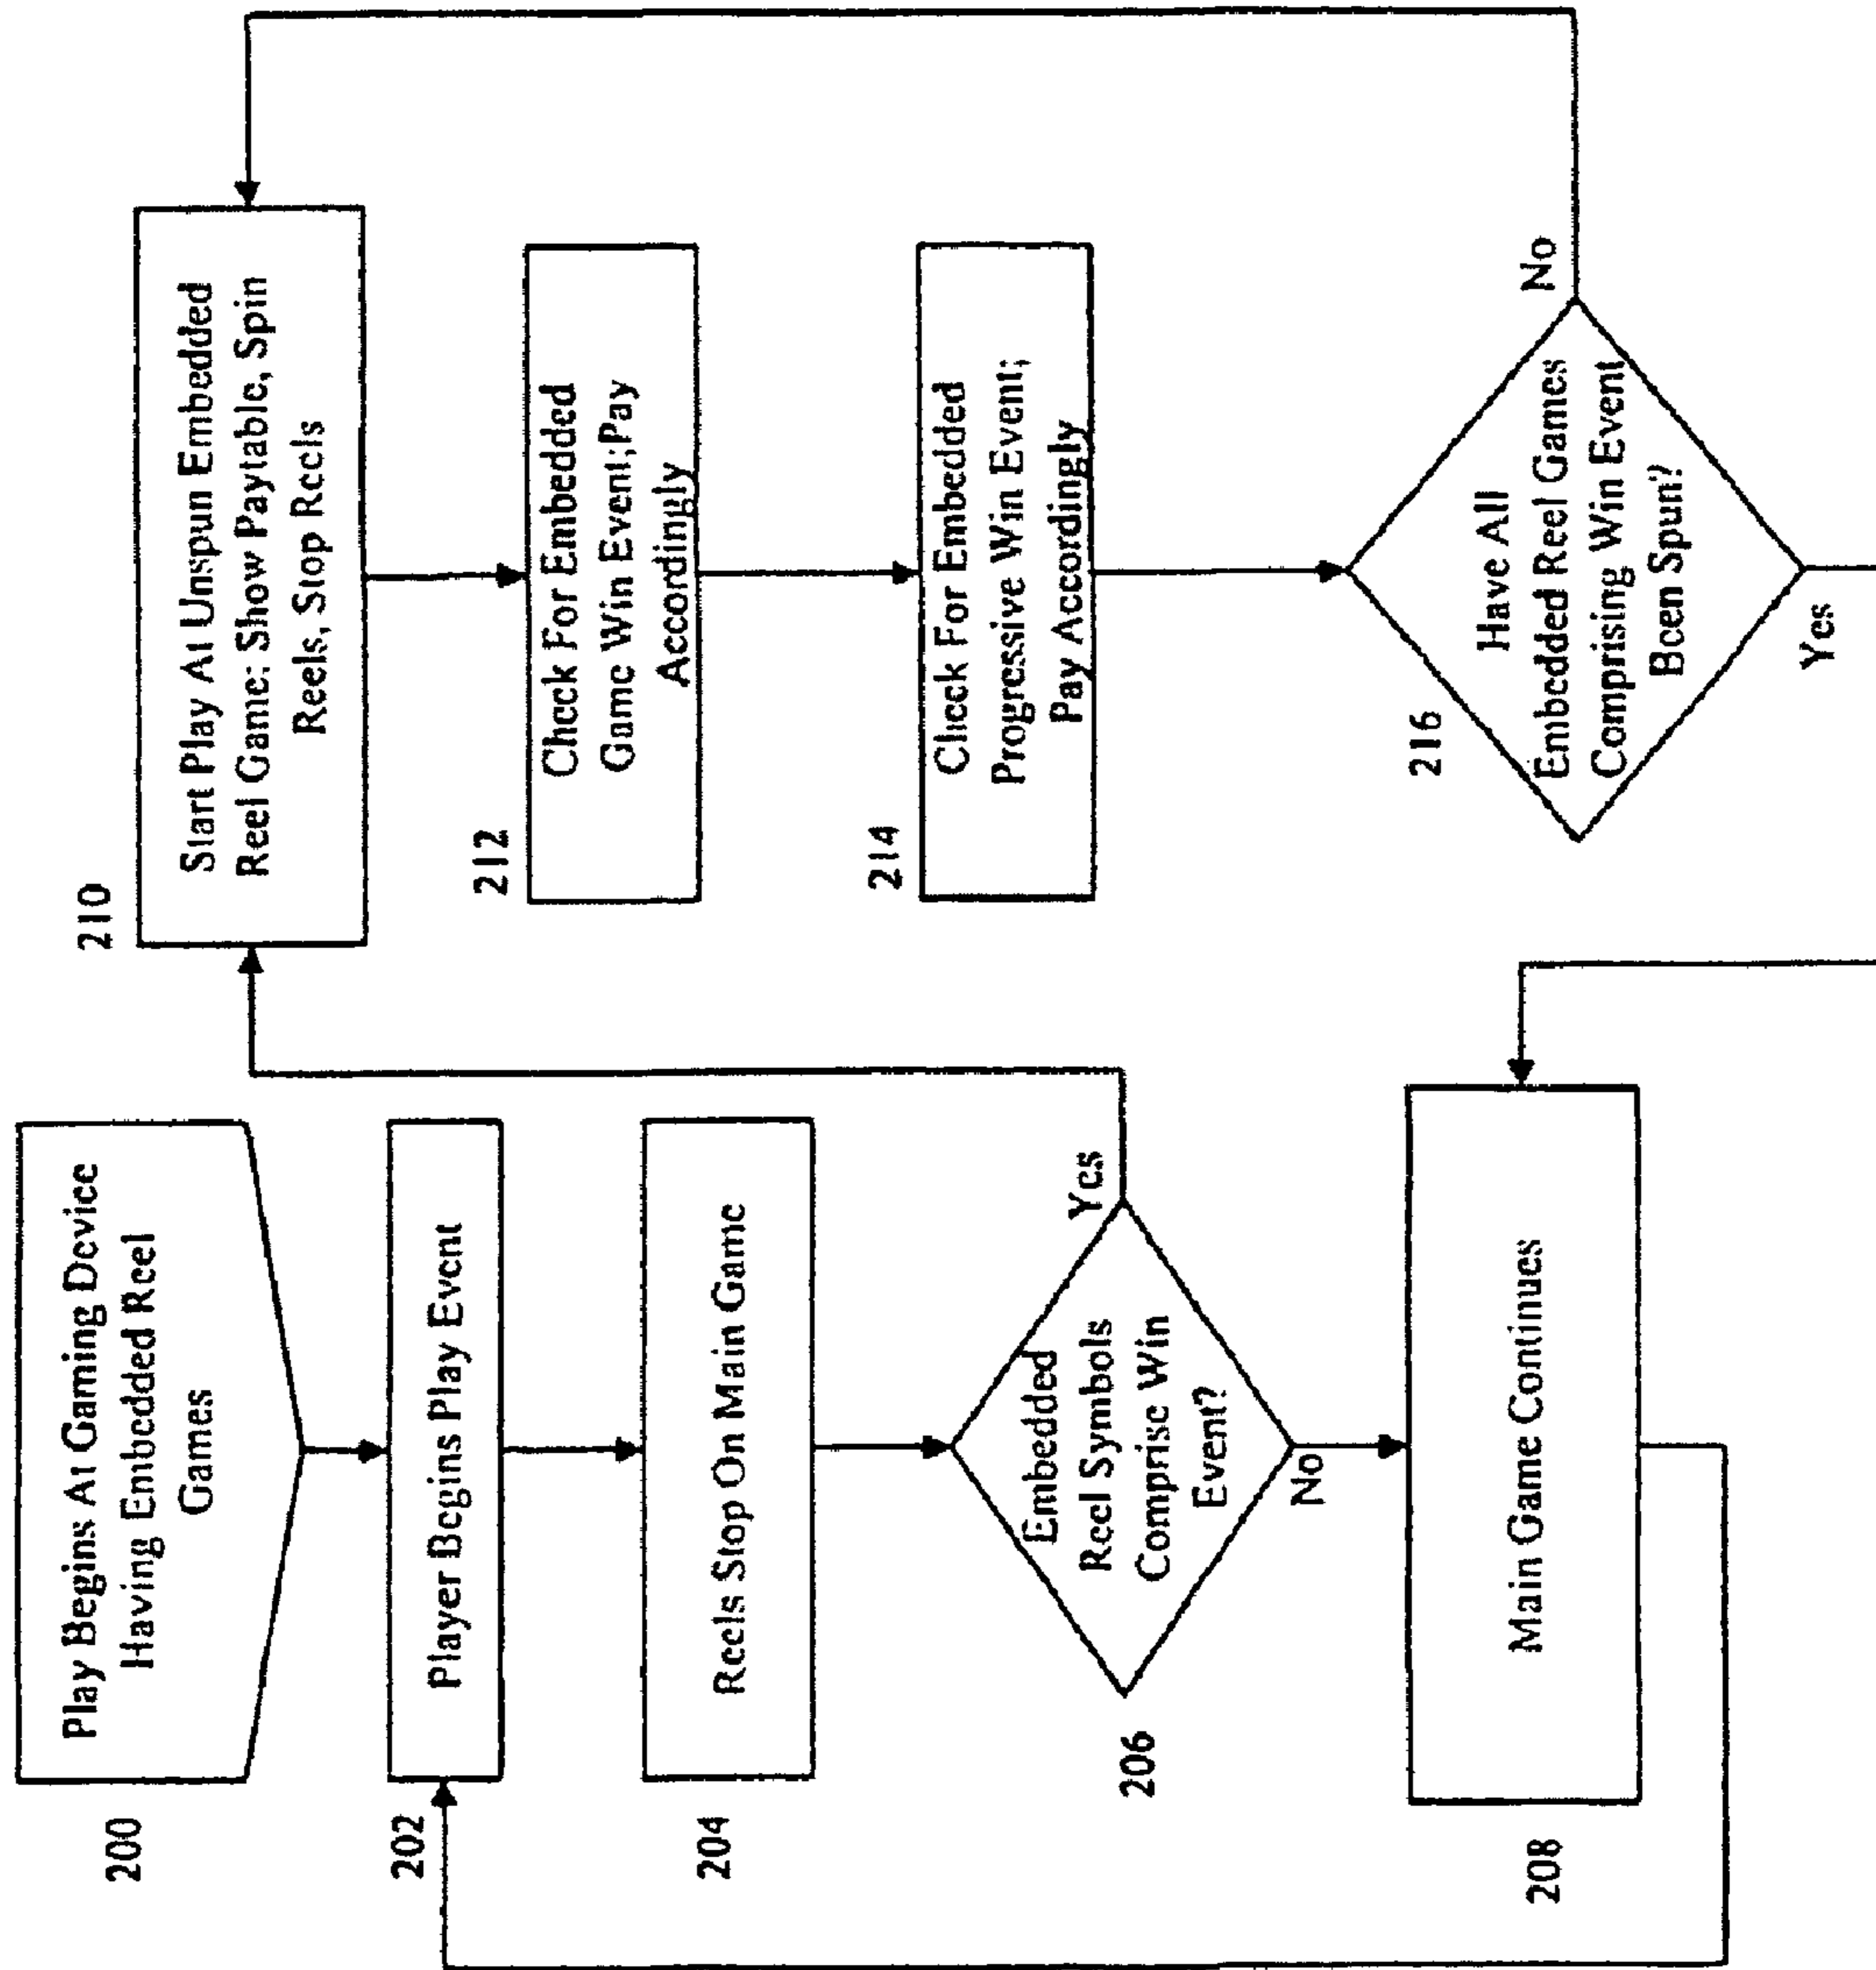 200
Play Begins At Gaming Device
Having Embedded Reel
Games
202
Player Begins Play Event
204
Reels Stop On Main Game
206
Embedded
Reel Symbols
Comprise Win
Event?
Yes
No
208
Main Game Continues
210
Start Play At Unspun Embedded
Reel Game: Show Paytable, Spin
Reels, Stop Reels
212
Check For Embedded
Game Win Event;Pay
Accordingly
214
Check For Embedded
Progressive Win Event;
Pay Accordingly
216
Have All
Embedded Reel Games
Comprising Win Event
Been Spun?
No
Yes